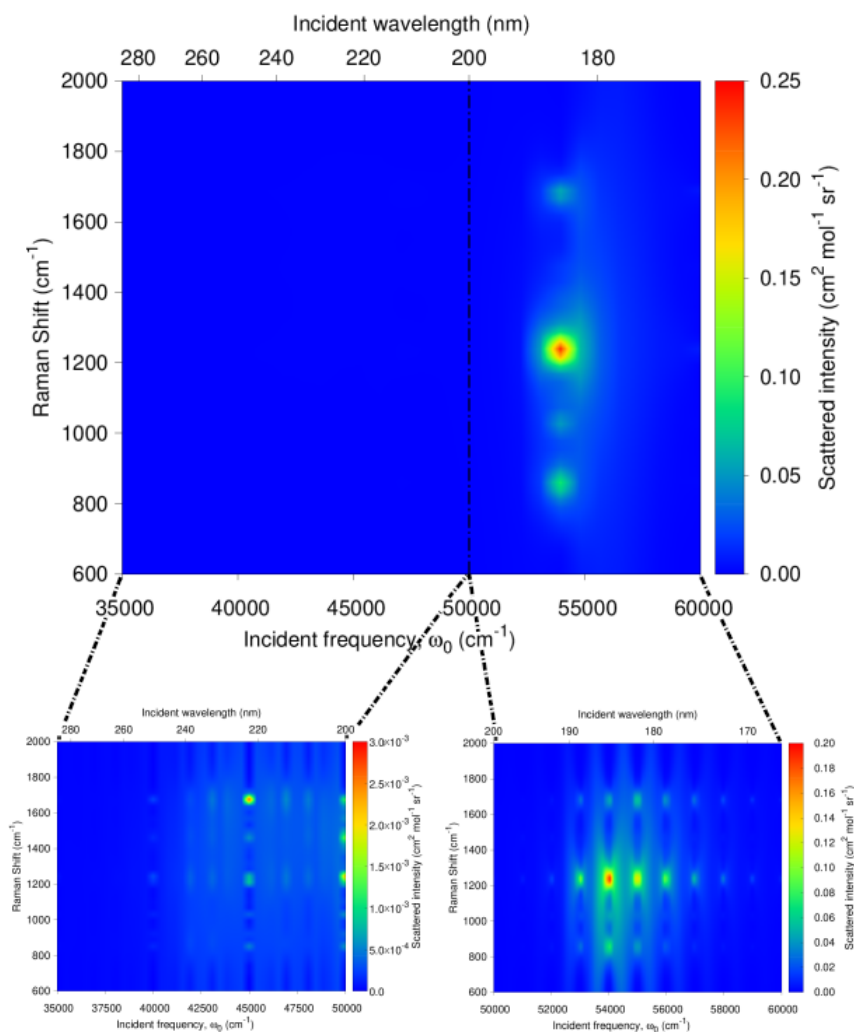 Incident wavelength (nm)
280 260 240 220 200 180
2000
1800
1600
1400
1200
1000
800
600
Raman Shift (cm⁻¹)
0.25
0.20
0.15
0.10
0.05
0.00
Scattered intensity (cm² mol⁻¹ sr⁻¹)
35000 40000 45000 50000 55000 60000
Incident frequency, ω₀ (cm⁻¹)
Incident wavelength (nm)
280 260 240 220 200
2000
1800
1600
1400
1200
1000
800
600
Raman Shift (cm⁻¹)
3.0×10⁻³
2.5×10⁻³
2.0×10⁻³
1.5×10⁻³
1.0×10⁻³
5.0×10⁻⁴
0.0
Scattered intensity (cm² mol⁻¹ sr⁻¹)
35000 40000 42500 45000 47500 50000
Incident frequency, ω₀ (cm⁻¹)
Incident wavelength (nm)
200 190 180 170
2000
1800
1600
1400
1200
1000
800
600
Raman Shift (cm⁻¹)
0.20
0.18
0.16
0.14
0.12
0.10
0.08
0.06
0.04
0.02
0.00
Scattered intensity (cm² mol⁻¹ sr⁻¹)
50000 52000 54000 56000 58000 60000
Incident frequency, ω₀ (cm⁻¹)